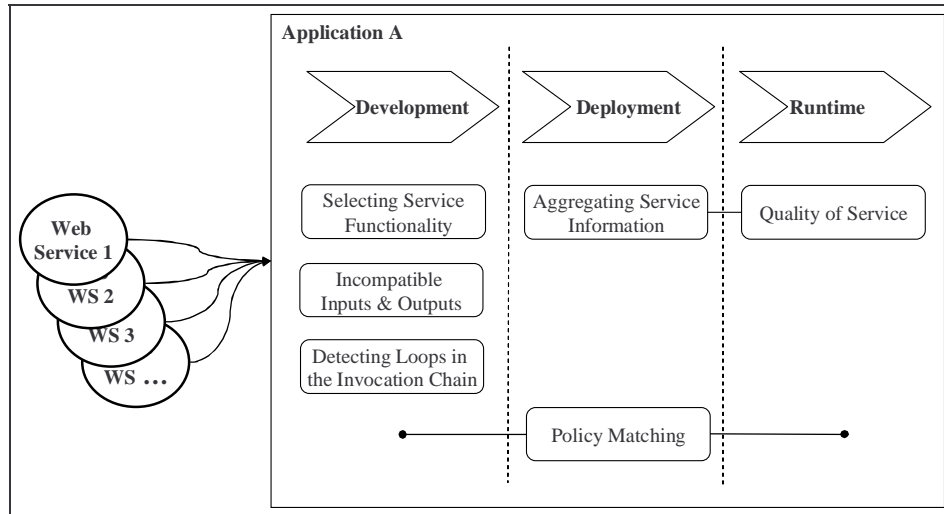 Application A
Development
Deployment
Runtime
Selecting Service
Functionality
Aggregating Service
Information
Quality of Service
Web
Service 1
Incompatible
Inputs & Outputs
WS 2
WS 3
Detecting Loops in
the Invocation Chain
WS ...
Policy Matching